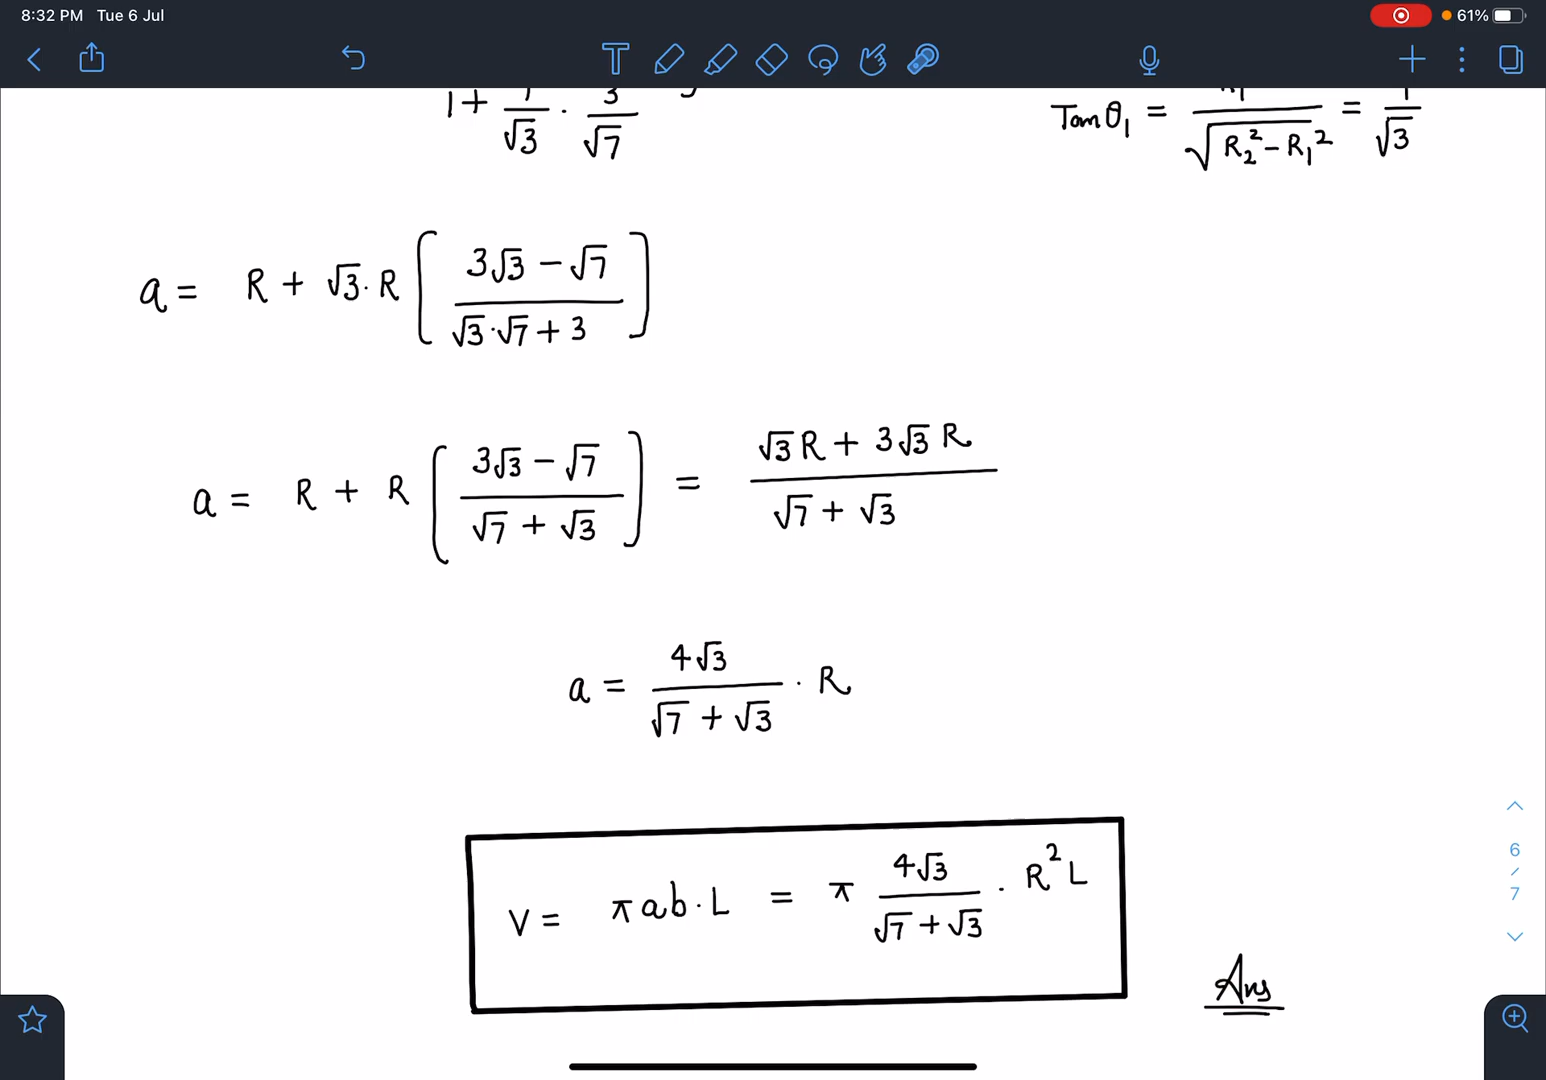 8:32 PM Tue 6 Jul 61%
1 + 1/√3 · 3/√7
Tan θ₁ = R₁/√(R₂² − R₁²) = 1/√3
a = R + √3·R [ (3√3 − √7)/(√3·√7 + 3) ]
a = R + R [ (3√3 − √7)/(√7 + √3) ] = (√3 R + 3√3 R)/(√7 + √3)
a = 4√3/(√7 + √3) · R
V = πab·L = π 4√3/(√7 + √3) · R²L
Ans
6
/
7